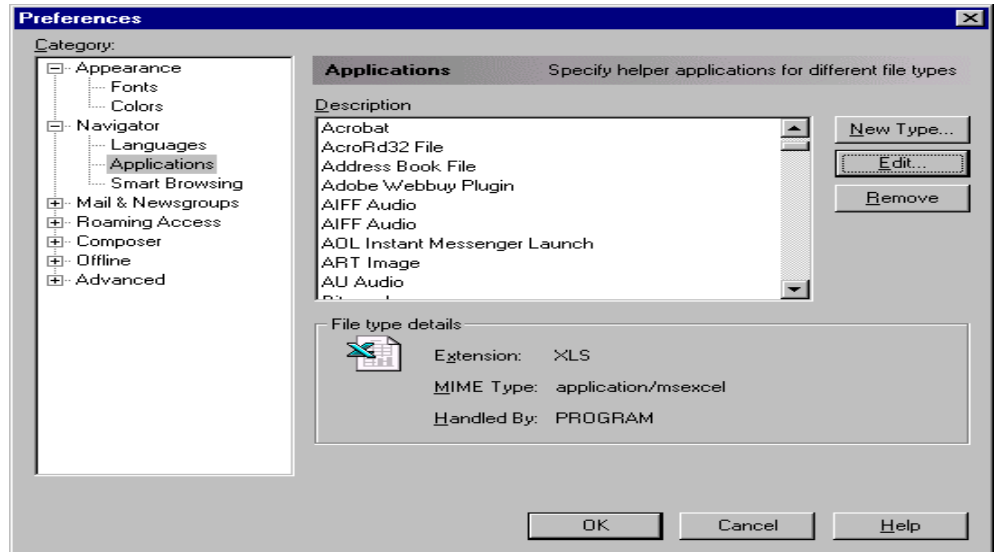 Preferences
Category:
Appearance
Fonts
Colors
Navigator
Languages
Applications
Smart Browsing
Mail & Newsgroups
Roaming Access
Composer
Offline
Advanced
Applications Specify helper applications for different file types
Description
Acrobat
AcroRd32 File
Address Book File
Adobe Webbuy Plugin
AIFF Audio
AIFF Audio
AOL Instant Messenger Launch
ART Image
AU Audio
New Type...
Edit...
Remove
File type details
Extension: XLS
MIME Type: application/msexcel
Handled By: PROGRAM
OK Cancel Help